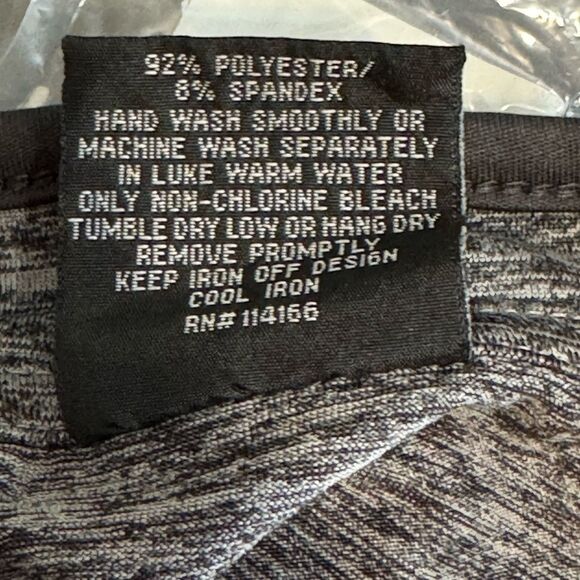 92% POLYESTER/
8% SPANDEX
HAND WASH SMOOTHLY OR
MACHINE WASH SEPARATELY
IN LUKE WARM WATER
ONLY NON-CHLORINE BLEACH
TUMBLE DRY LOW OR HANG DRY
REMOVE PROMPTLY
KEEP IRON OFF DESIGN
COOL IRON
RN# 114166